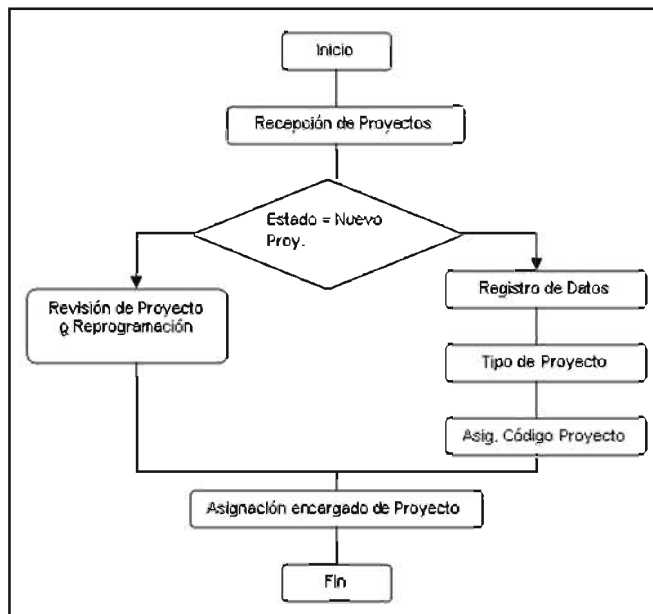 Inicio
Recepción de Proyectos
Estado = Nuevo
Proy.
Revisión de Proyecto
o Reprogramación
Registro de Datos
Tipo de Proyecto
Asig. Código Proyecto
Asignación encargado de Proyecto
Fin